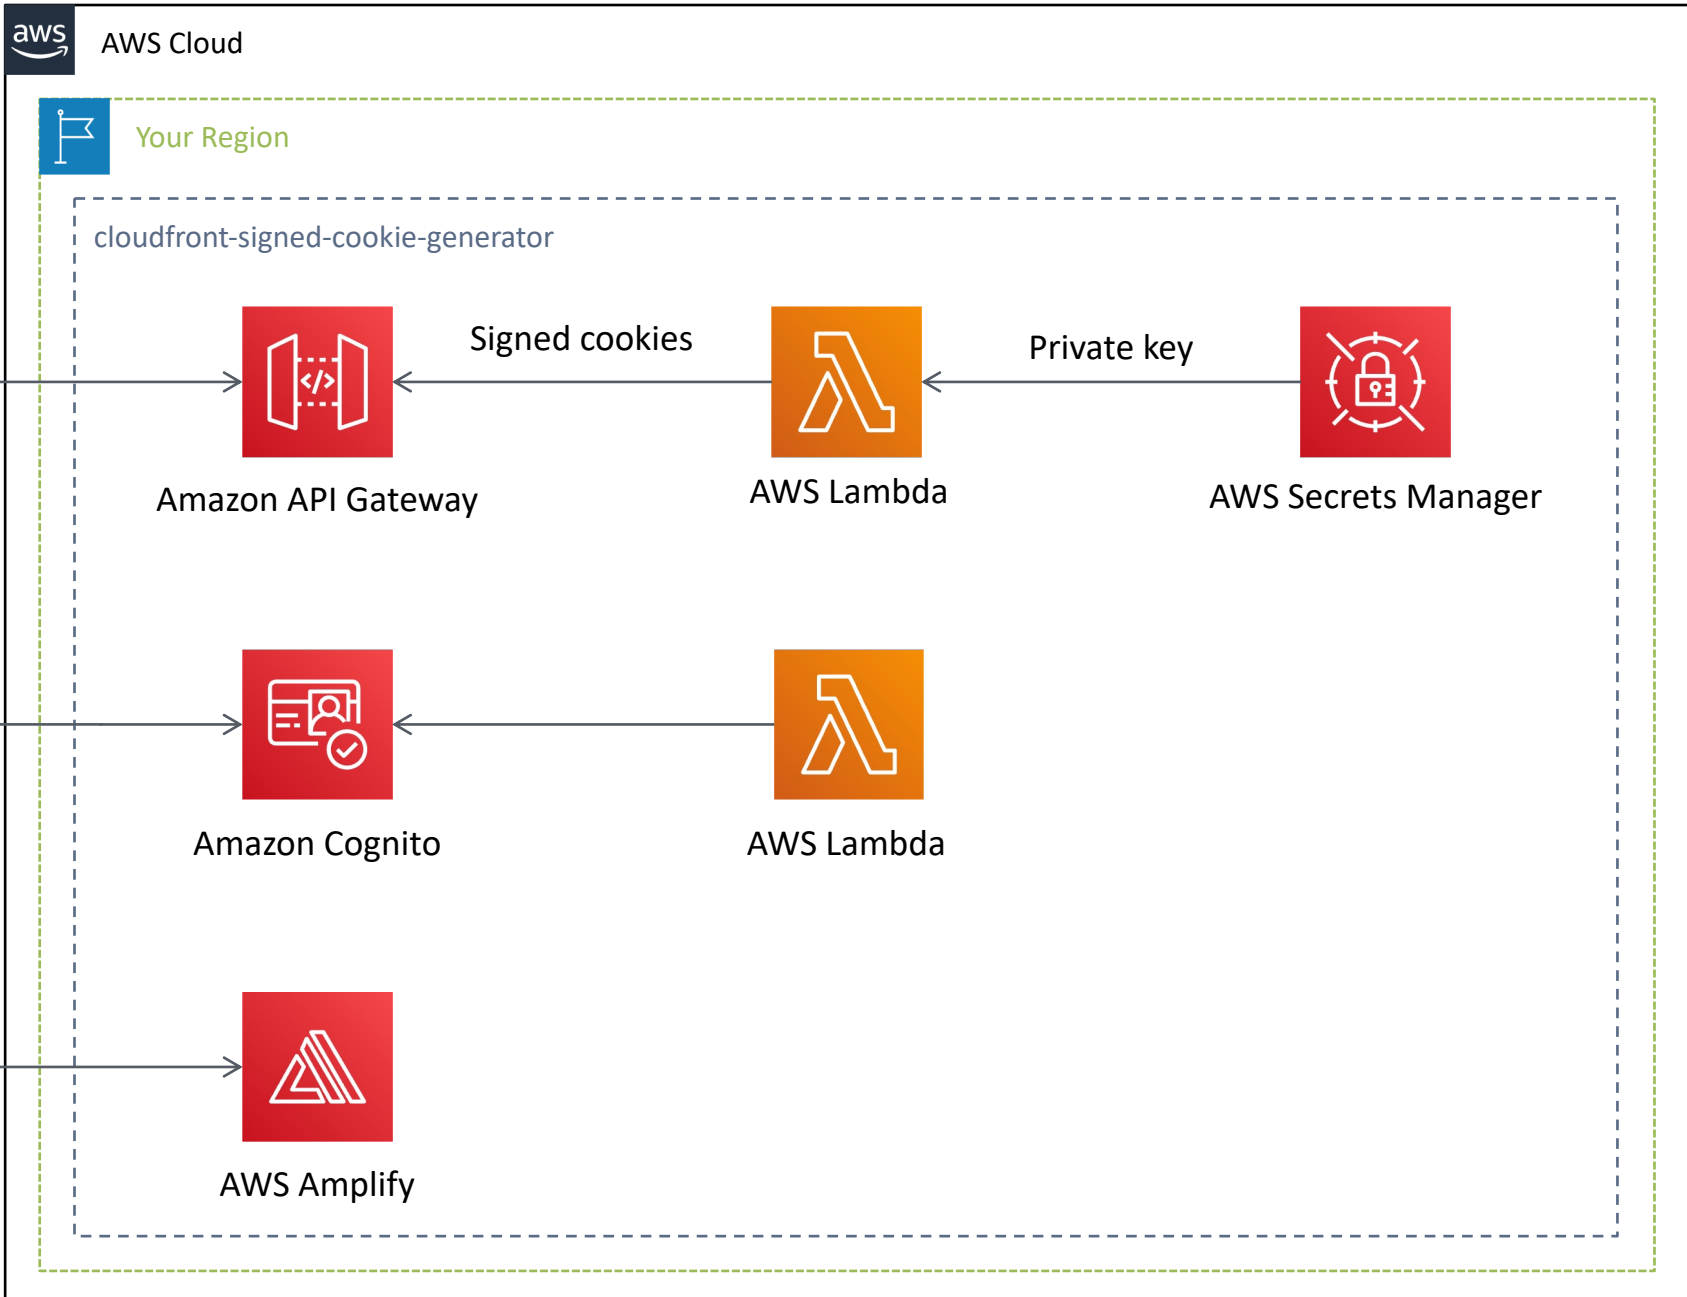 aws
AWS Cloud
Your Region
cloudfront-signed-cookie-generator
Signed cookies
Private key
</>
Amazon API Gateway
AWS Lambda
AWS Secrets Manager
Amazon Cognito
AWS Lambda
AWS Amplify